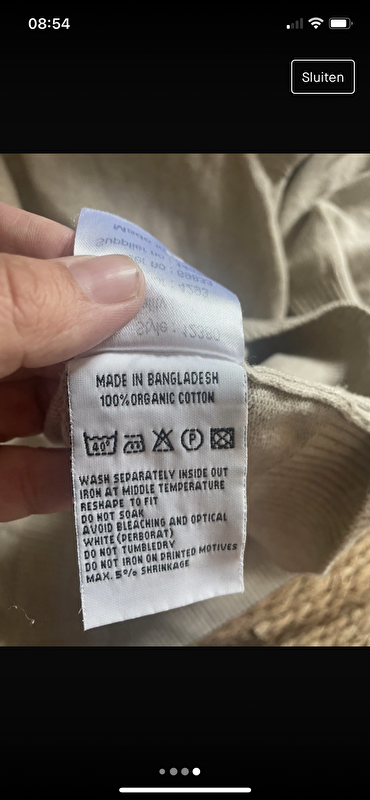 08:54
Sluiten
Style: 12360
MADE IN BANGLADESH
100% ORGANIC COTTON
40°
P
WASH SEPARATELY INSIDE OUT
IRON AT MIDDLE TEMPERATURE
RESHAPE TO FIT
DO NOT SOAK
AVOID BLEACHING AND OPTICAL
WHITE (PERBORAT)
DO NOT TUMBLEDRY
DO NOT IRON ON PRINTED MOTIVES
MAX. 5% SHRINKAGE